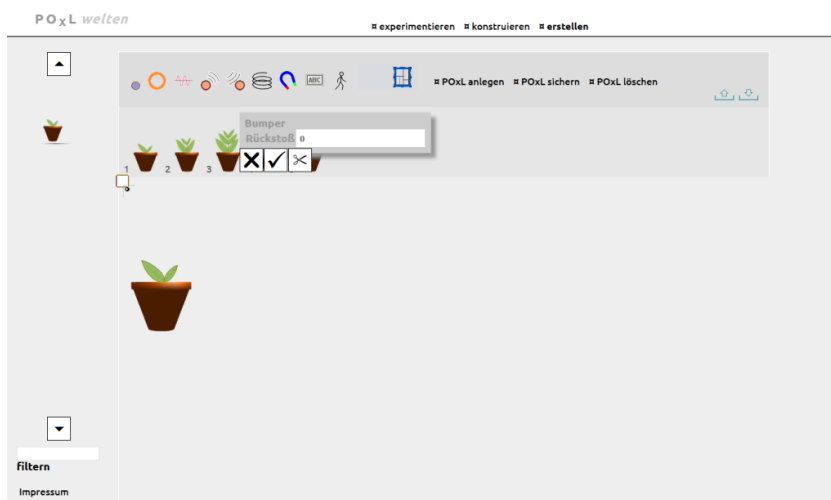 POXL welten
¤ experimentieren ¤ konstruieren ¤ erstellen
ABC
¤ POxL anlegen ¤ POxL sichern ¤ POxL löschen
Bumper
Rückstoß 0
1 2 3
filtern
Impressum